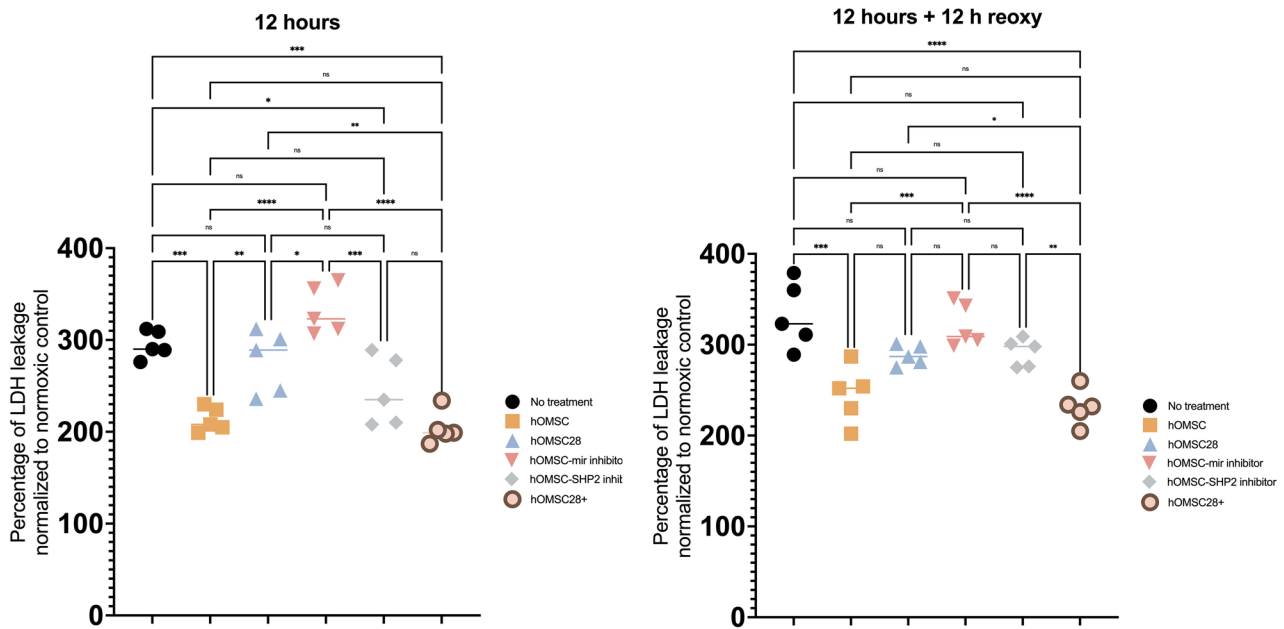 12 hours
***
ns
*
**
ns
ns
****
****
ns
ns
***
**
*
***
ns
400
300
200
100
0
Percentage of LDH leakage
normalized to normoxic control
No treatment
hOMSC
hOMSC28
hOMSC-mir inhibito
hOMSC-SHP2 inhib
hOMSC28+
12 hours + 12 h reoxy
****
ns
ns
*
ns
ns
***
****
ns
ns
***
ns
ns
ns
**
400
300
200
100
0
Percentage of LDH leakage
normalized to normoxic control
No treatment
hOMSC
hOMSC28
hOMSC-mir inhibitor
hOMSC-SHP2 inhibitor
hOMSC28+